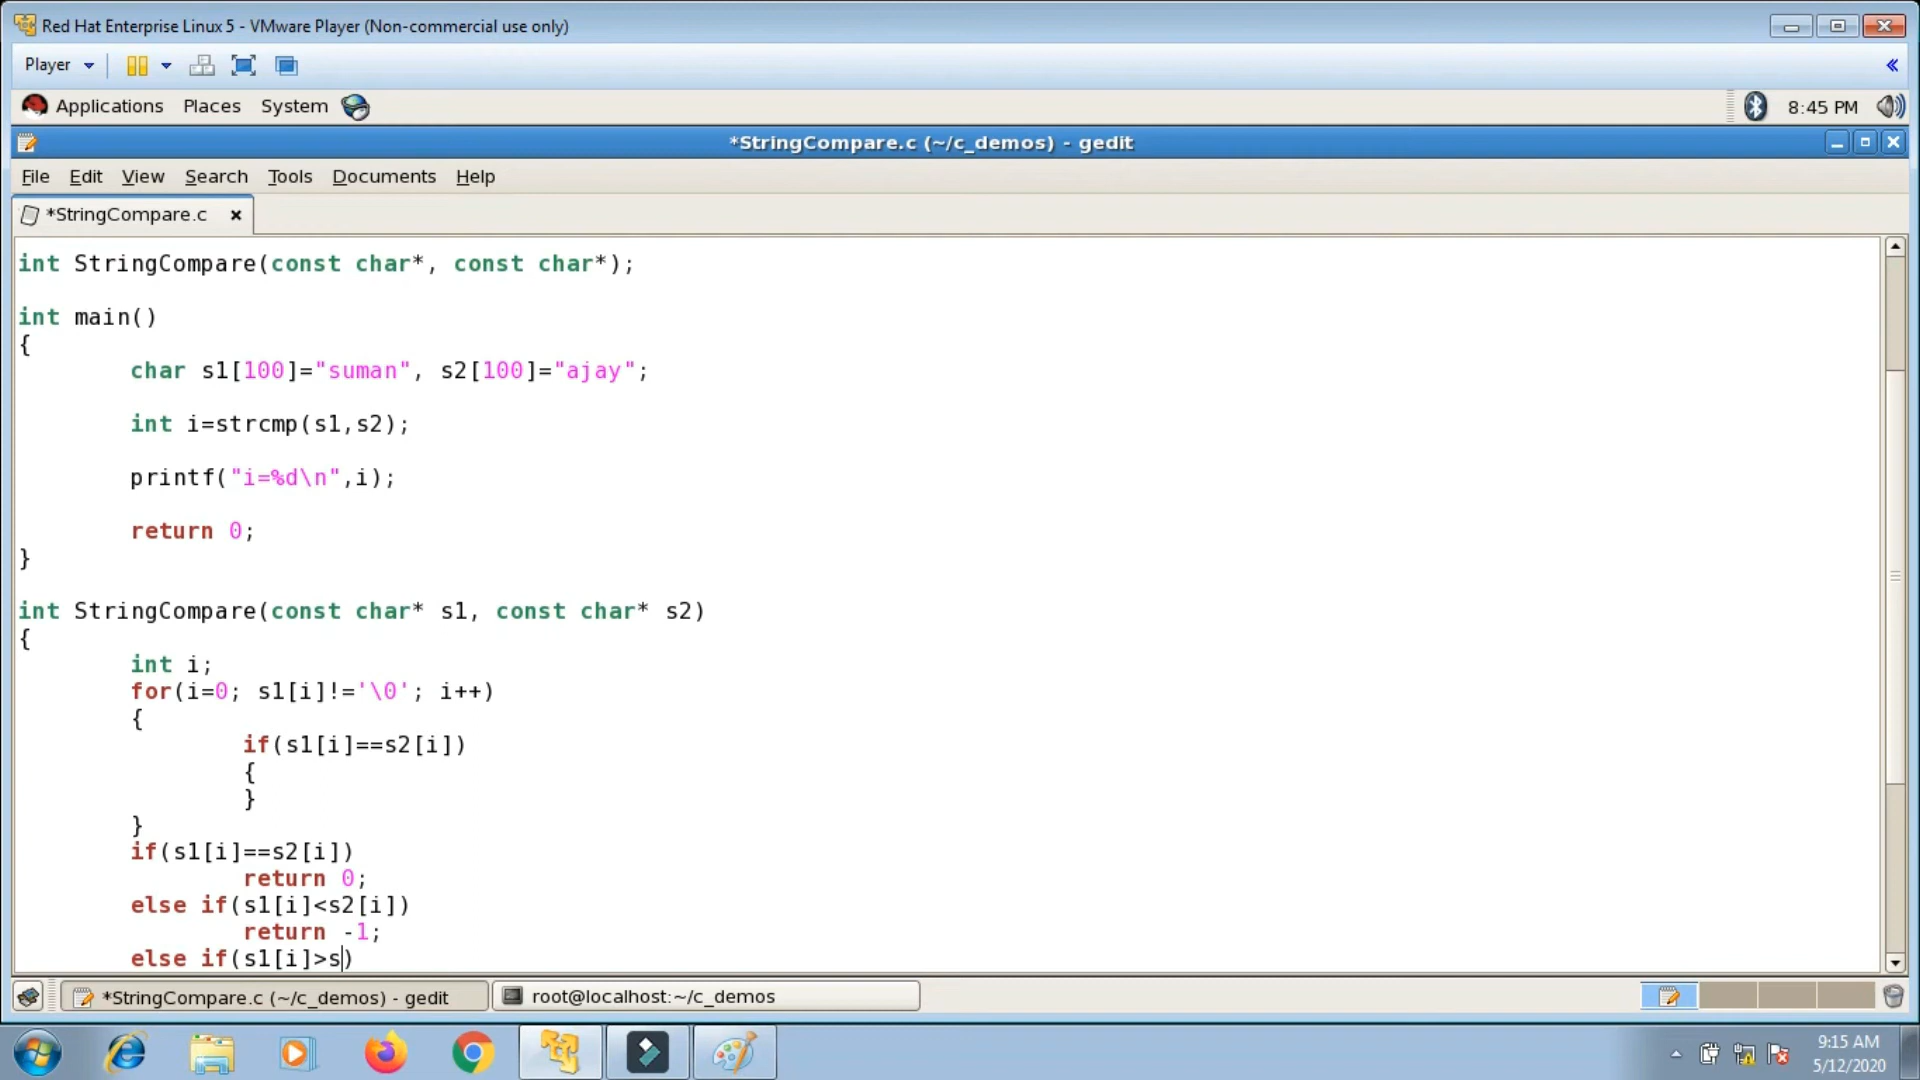 Red Hat Enterprise Linux 5 - VMware Player (Non-commercial use only)
Player
Applications Places System 8:45 PM
*StringCompare.c (~/c_demos) - gedit
File Edit View Search Tools Documents Help
*StringCompare.c
int StringCompare(const char*, const char*);
int main()
{
char s1[100]="suman", s2[100]="ajay";
int i=strcmp(s1,s2);
printf("i=%d\n",i);
return 0;
}
int StringCompare(const char* s1, const char* s2)
{
int i;
for(i=0; s1[i]!='\0'; i++)
{
if(s1[i]==s2[i])
{
}
}
if(s1[i]==s2[i])
return 0;
else if(s1[i]<s2[i])
return -1;
else if(s1[i]>s)
*StringCompare.c (~/c_demos) - gedit root@localhost:~/c_demos
9:15 AM
5/12/2020